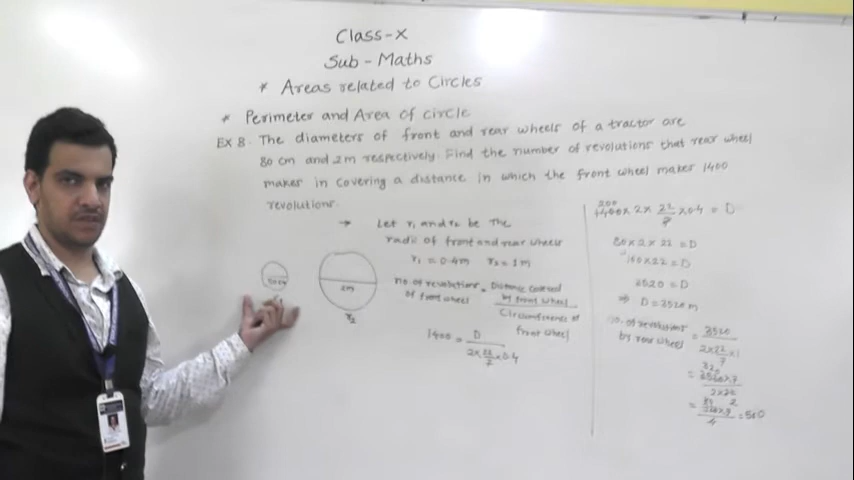 Class-X
Sub - Maths
* Areas related to Circles
* Perimeter and Area of circle
EX 8. The diameters of front and rear wheels of a tractor are
80 cm and 2m respectively. Find the number of revolutions that rear wheel
makes in covering a distance in which the front wheel makes 1400
revolutions.
→ Let r1 and r2 be the
radii of front and rear wheels
r1 = 0.4m r2 = 1m
2m
r2
no. of revolutions of front wheel = Distance covered by front wheel / Circumference of front wheel
1400 = D / 2×22/7×0.4
200
1400 × 2 × 22/7 × 0.4 = D
80 × 2 × 22 = D
160×22 = D
3520 = D
⇒ D = 3520 m
no. of revolutions by rear wheel = 3520 / 2×22/7×1
= 3520×7 / 2×22
= 560